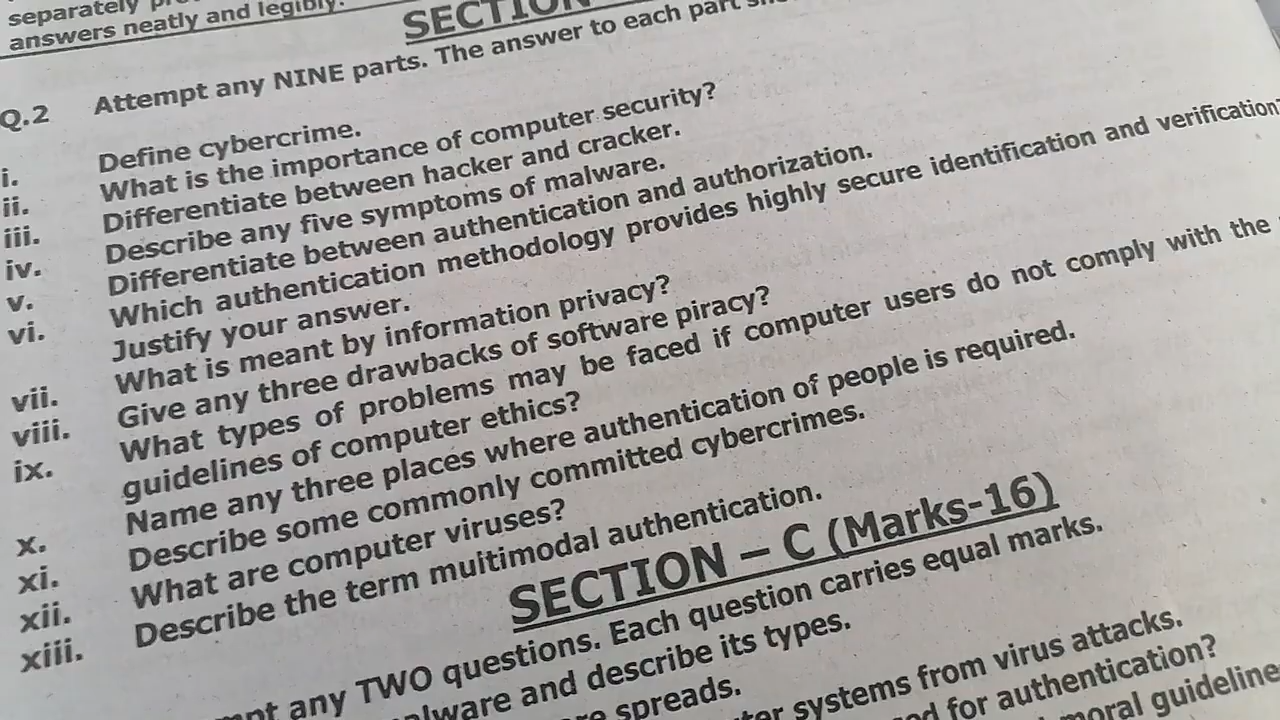 separately
answers neatly and legibly.
SECTION
Q.2 Attempt any NINE parts. The answer to each part
i. Define cybercrime.
ii. What is the importance of computer security?
iii. Differentiate between hacker and cracker.
iv. Describe any five symptoms of malware.
v. Differentiate between authentication and authorization.
vi. Which authentication methodology provides highly secure identification and verification
Justify your answer.
vii. What is meant by information privacy?
viii. Give any three drawbacks of software piracy?
ix. What types of problems may be faced if computer users do not comply with the
guidelines of computer ethics?
x. Name any three places where authentication of people is required.
xi. Describe some commonly committed cybercrimes.
xii. What are computer viruses?
xiii. Describe the term multimodal authentication.
SECTION – C (Marks-16)
any TWO questions. Each question carries equal marks.
and describe its types.
spreads.
systems from virus attacks.
for authentication?
moral guideline